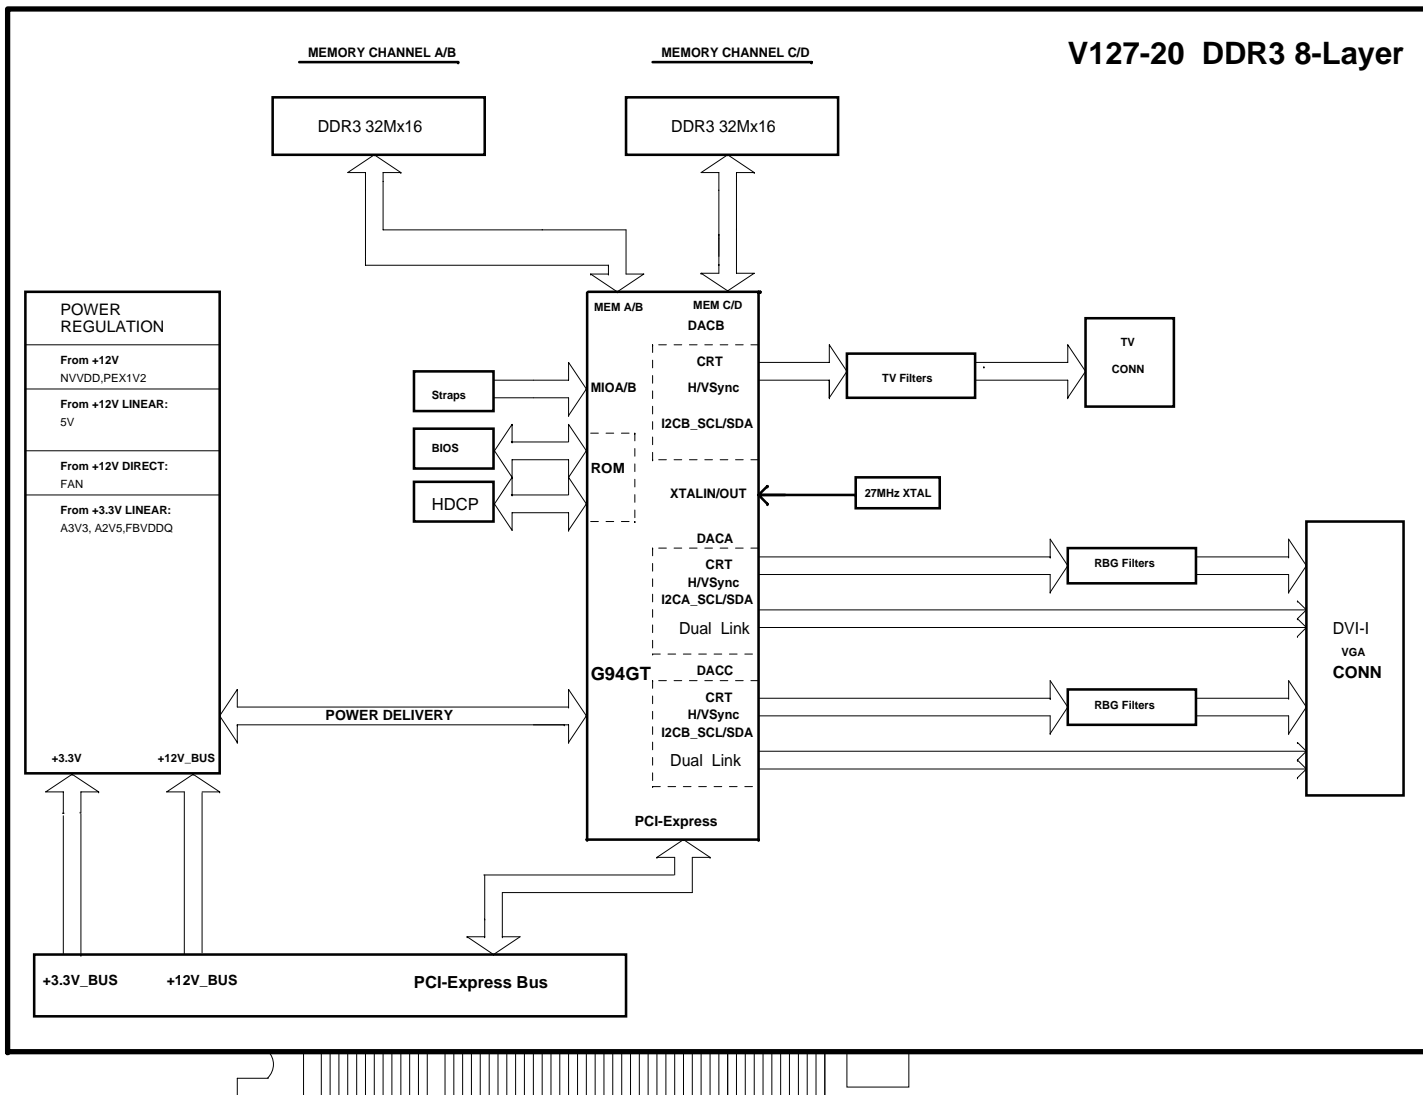 MEMORY CHANNEL A/B
MEMORY CHANNEL C/D
V127-20 DDR3 8-Layer
DDR3 32Mx16
DDR3 32Mx16
POWER
REGULATION
From +12V
NVVDD,PEX1V2
From +12V LINEAR:
5V
From +12V DIRECT:
FAN
From +3.3V LINEAR:
A3V3, A2V5,FBVDDQ
+3.3V
+12V_BUS
Straps
BIOS
HDCP
POWER DELIVERY
MEM A/B
MEM C/D
DACB
CRT
MIOA/B
H/VSync
I2CB_SCL/SDA
ROM
XTALIN/OUT
DACA
CRT
H/VSync
I2CA_SCL/SDA
Dual Link
G94GT
DACC
CRT
H/VSync
I2CB_SCL/SDA
Dual Link
PCI-Express
TV Filters
TV
CONN
27MHz XTAL
RBG Filters
RBG Filters
DVI-I
VGA
CONN
+3.3V_BUS
+12V_BUS
PCI-Express Bus